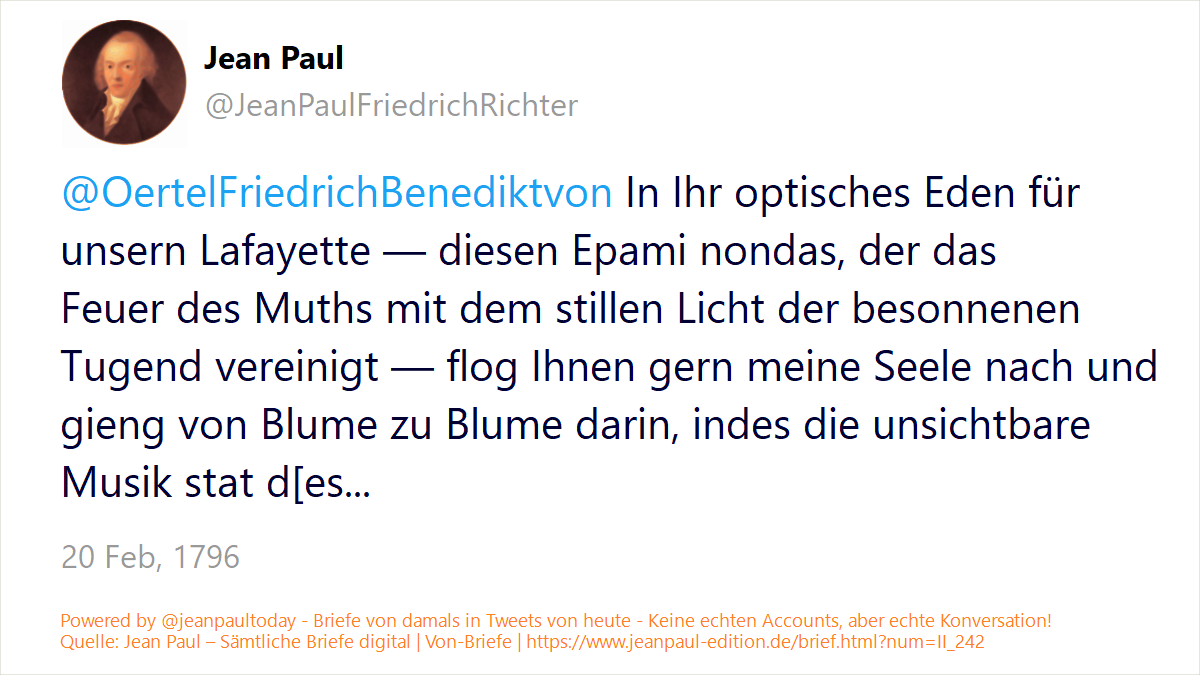 Jean Paul
@JeanPaulFriedrichRichter
@OertelFriedrichBenediktvon In Ihr optisches Eden für
unsern Lafayette — diesen Epami nondas, der das
Feuer des Muths mit dem stillen Licht der besonnenen
Tugend vereinigt — flog Ihnen gern meine Seele nach und
gieng von Blume zu Blume darin, indes die unsichtbare
Musik stat d[es...
20 Feb, 1796
Powered by @jeanpaultoday - Briefe von damals in Tweets von heute - Keine echten Accounts, aber echte Konversation!
Quelle: Jean Paul – Sämtliche Briefe digital | Von-Briefe | https://www.jeanpaul-edition.de/brief.html?num=II_242